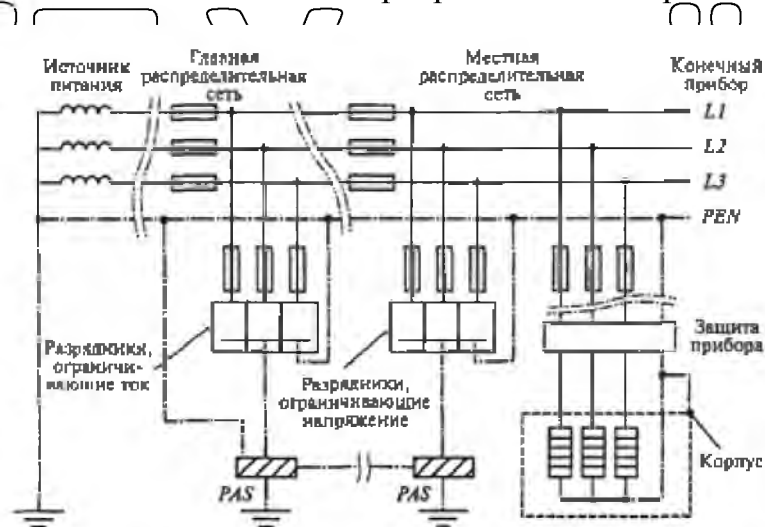 Источник
питания
Главная
распределительная
сеть
Местная
распределительная
сеть
Конечный
прибор
L1
L2
L3
PEN
Разрядники,
ограничи-
вающие ток
Разрядники,
ограничивающие
напряжение
Защита
прибора
Корпус
PAS
PAS